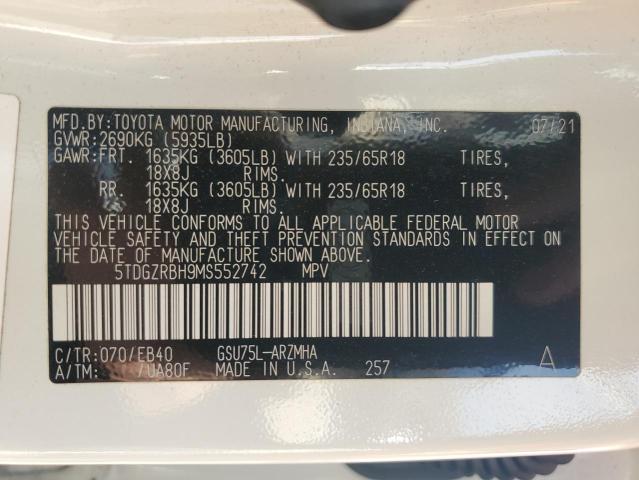 MFD.BY:TOYOTA MOTOR MANUFACTURING, INDIANA, INC. 07/21
GVWR:2690KG (5935LB)
GAWR:FRT. 1635KG (3605LB) WITH 235/65R18 TIRES,
18X8J RIMS.
RR. 1635KG (3605LB) WITH 235/65R18 TIRES,
18X8J RIMS.
THIS VEHICLE CONFORMS TO ALL APPLICABLE FEDERAL MOTOR
VEHICLE SAFETY AND THEFT PREVENTION STANDARDS IN EFFECT ON
THE DATE OF MANUFACTURE SHOWN ABOVE.
5TDGZRBH9MS552742 MPV
C/TR:070/EB40 GSU75L-ARZMHA A
A/TM: /UA80F MADE IN U.S.A. 257